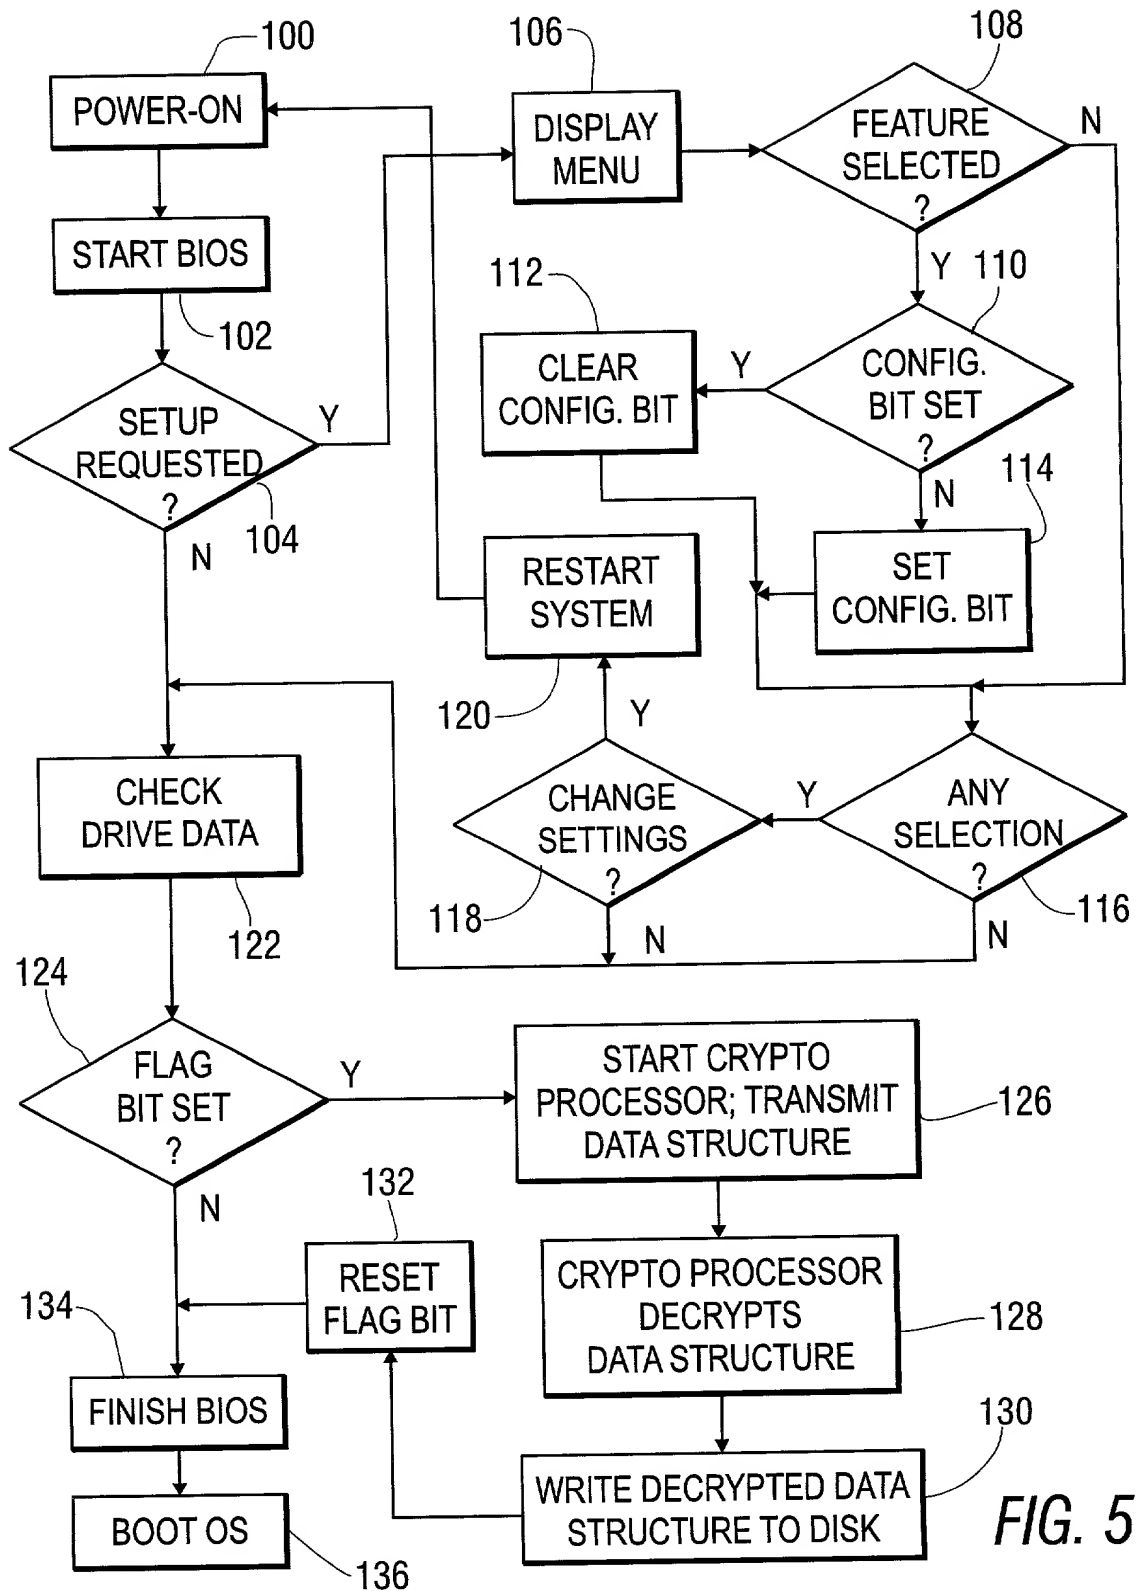 100
POWER-ON
START BIOS
102
SETUP
REQUESTED
?
104
Y
N
106
DISPLAY
MENU
108
FEATURE
SELECTED
?
N
Y
110
CONFIG.
BIT SET
?
Y
N
112
CLEAR
CONFIG. BIT
114
SET
CONFIG. BIT
RESTART
SYSTEM
120
Y
CHANGE
SETTINGS
?
118
N
Y
ANY
SELECTION
?
116
N
CHECK
DRIVE DATA
122
124
FLAG
BIT SET
?
Y
N
START CRYPTO
PROCESSOR; TRANSMIT
DATA STRUCTURE
126
CRYPTO PROCESSOR
DECRYPTS
DATA STRUCTURE
128
130
WRITE DECRYPTED DATA
STRUCTURE TO DISK
132
RESET
FLAG BIT
134
FINISH BIOS
BOOT OS
136
FIG. 5